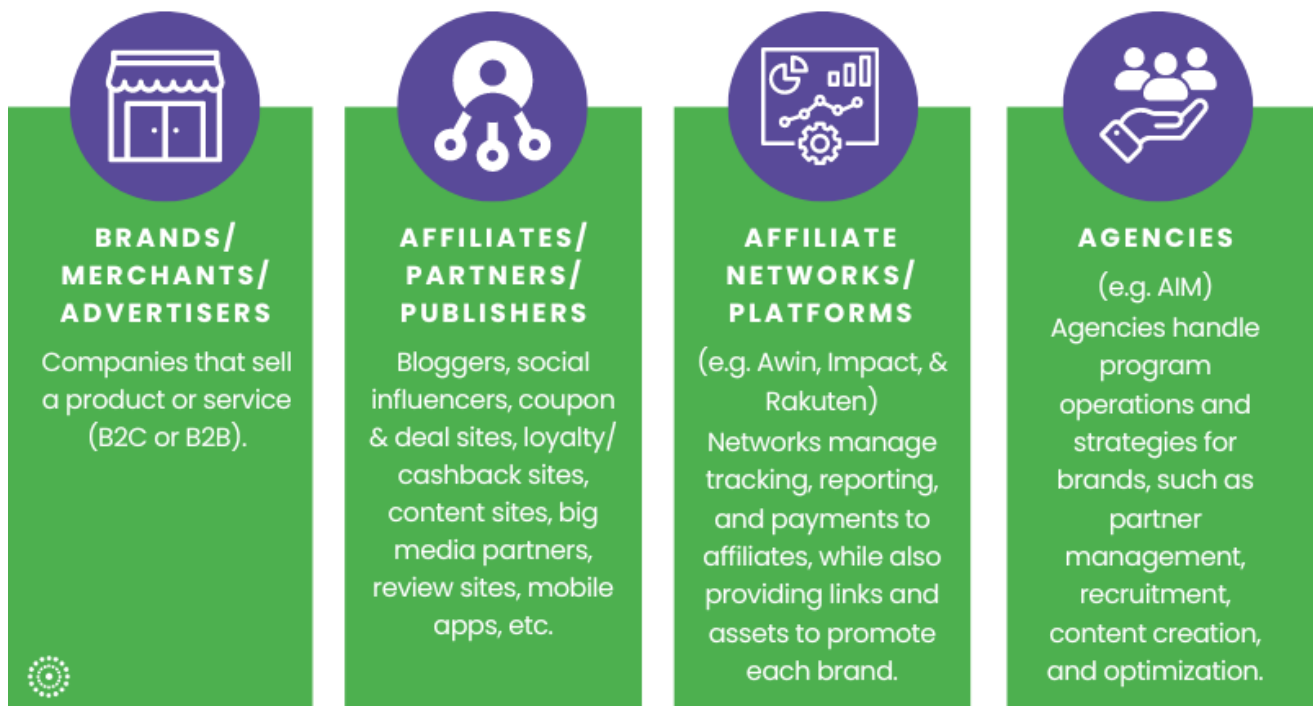 BRANDS/
MERCHANTS/
ADVERTISERS
Companies that sell
a product or service
(B2C or B2B).
AFFILIATES/
PARTNERS/
PUBLISHERS
Bloggers, social
influencers, coupon
& deal sites, loyalty/
cashback sites,
content sites, big
media partners,
review sites, mobile
apps, etc.
AFFILIATE
NETWORKS/
PLATFORMS
(e.g. Awin, Impact, &
Rakuten)
Networks manage
tracking, reporting,
and payments to
affiliates, while also
providing links and
assets to promote
each brand.
AGENCIES
(e.g. AIM)
Agencies handle
program
operations and
strategies for
brands, such as
partner
management,
recruitment,
content creation,
and optimization.